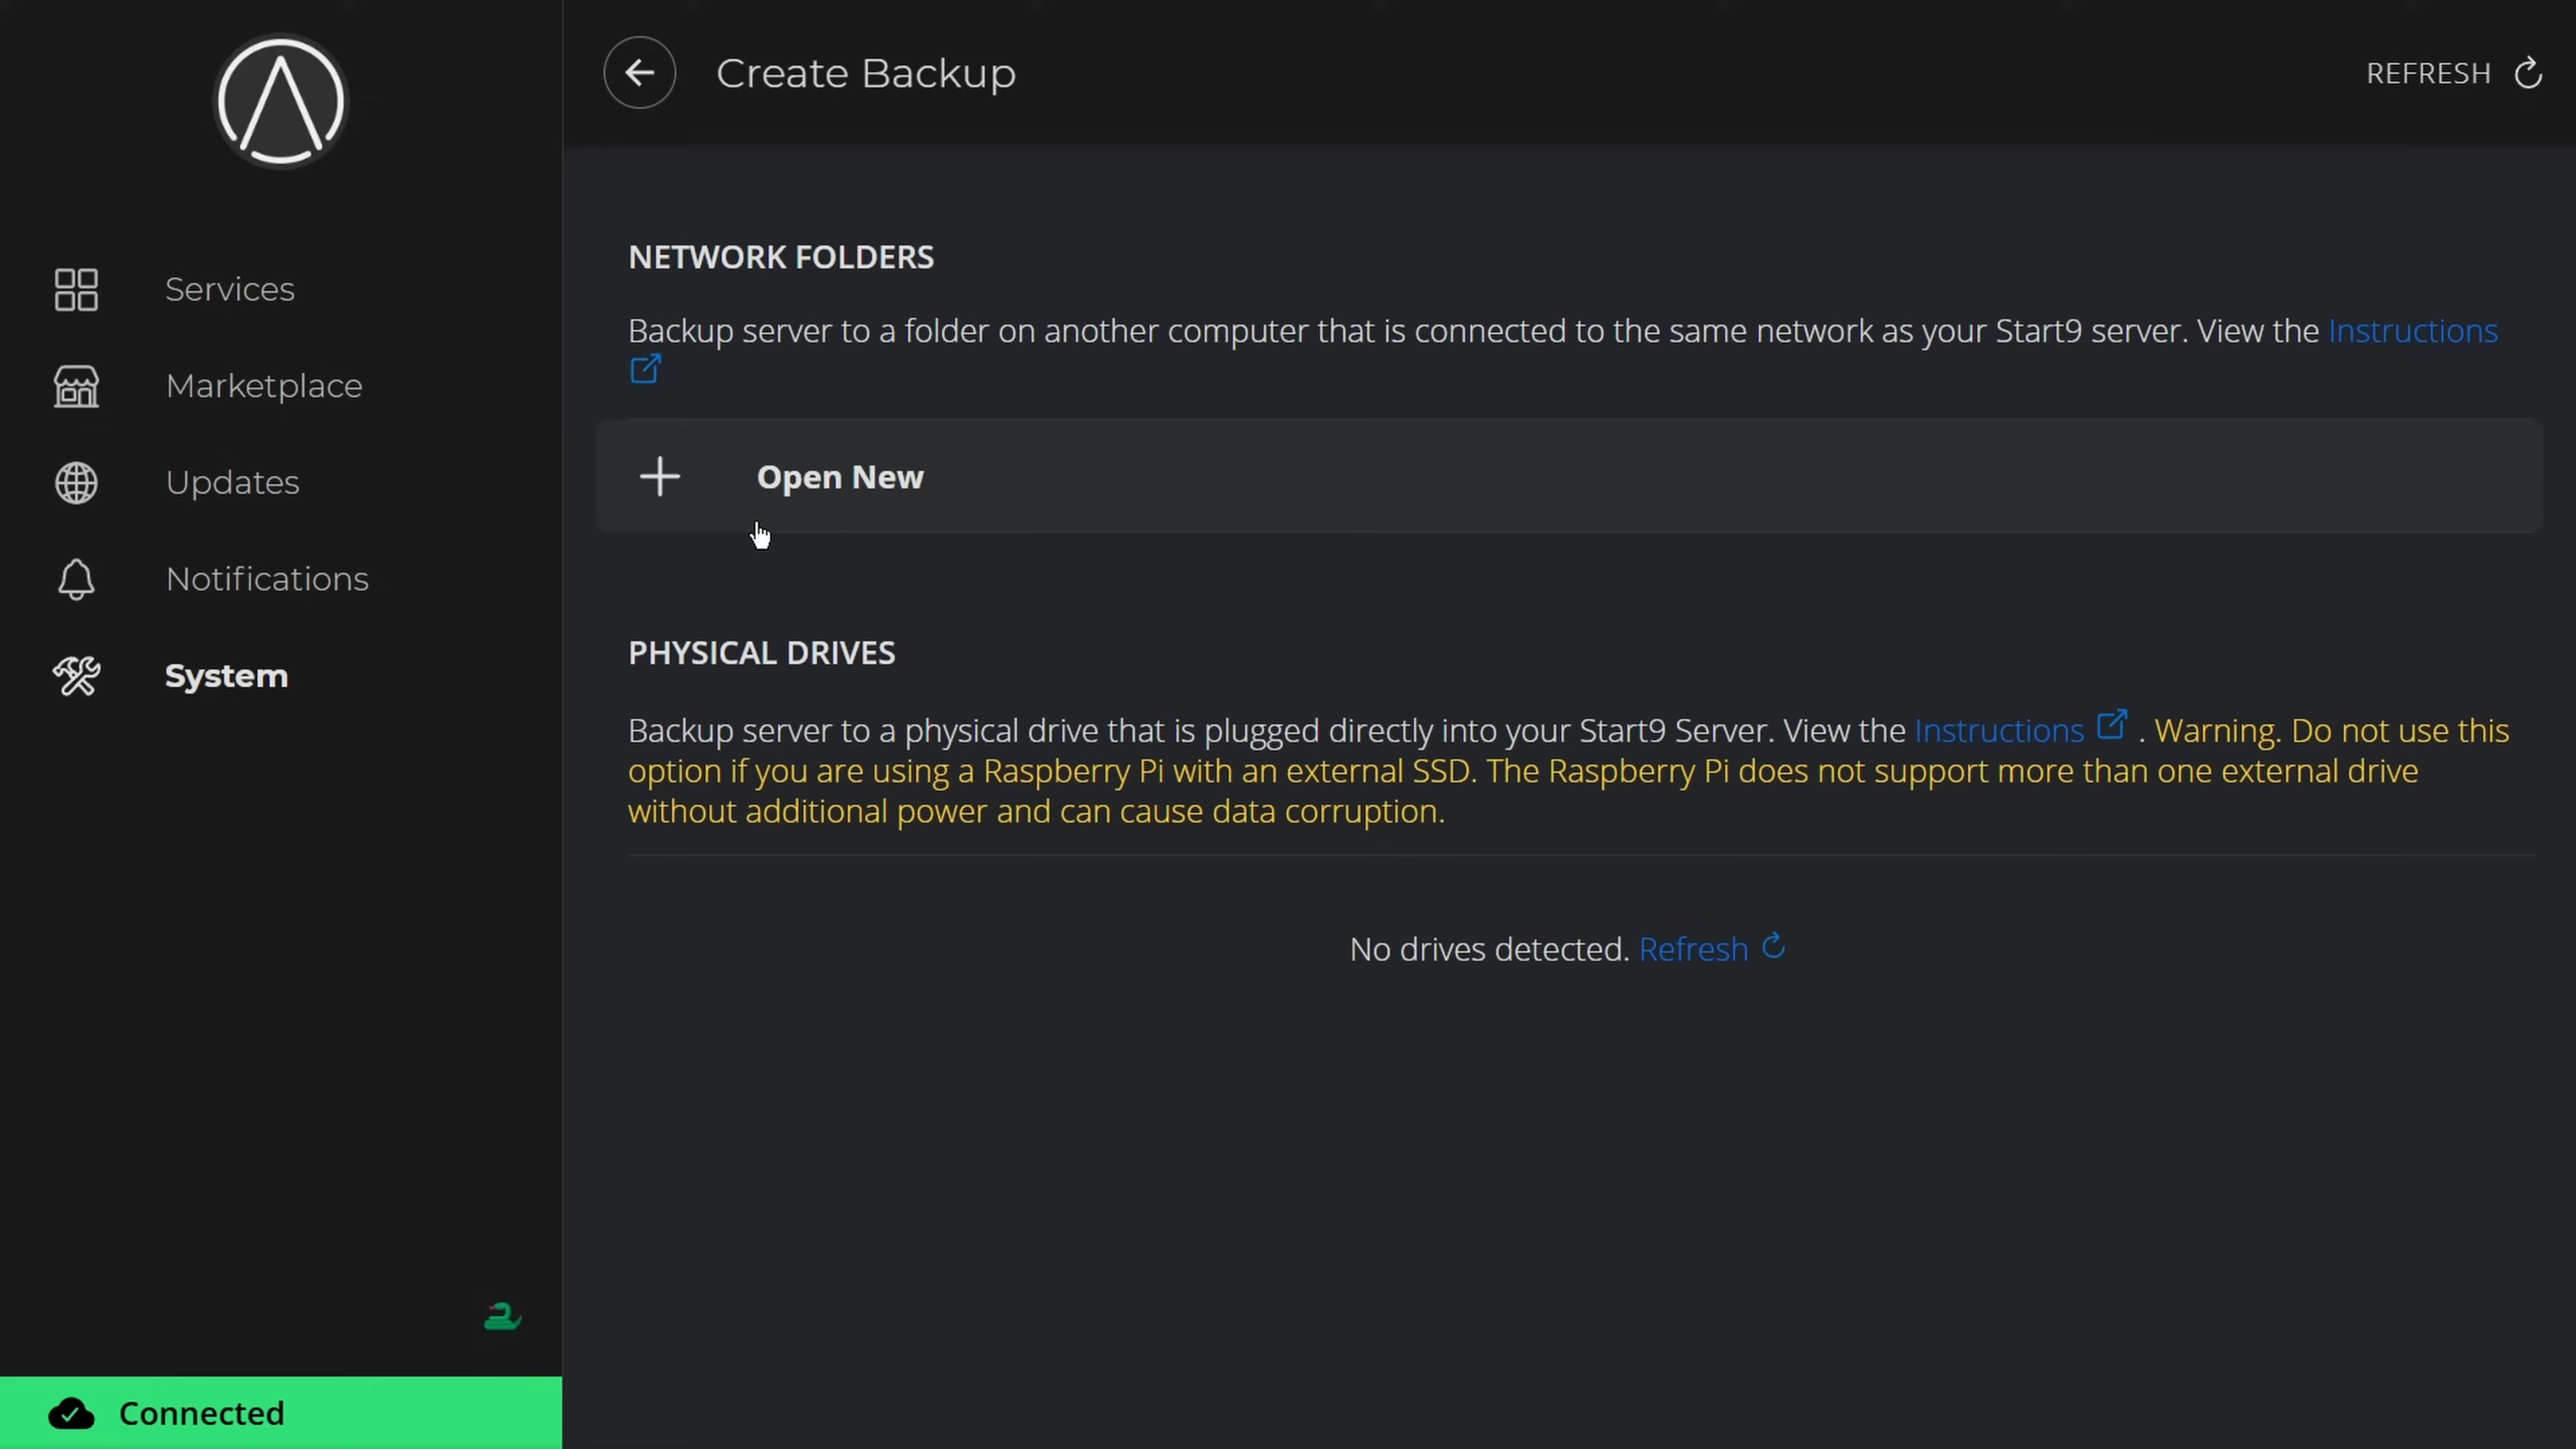 Create Backup
REFRESH
Services
Marketplace
Updates
Notifications
System
Connected
NETWORK FOLDERS
Backup server to a folder on another computer that is connected to the same network as your Start9 server. View the Instructions
Open New
PHYSICAL DRIVES
Backup server to a physical drive that is plugged directly into your Start9 Server. View the Instructions . Warning. Do not use this
option if you are using a Raspberry Pi with an external SSD. The Raspberry Pi does not support more than one external drive
without additional power and can cause data corruption.
No drives detected. Refresh